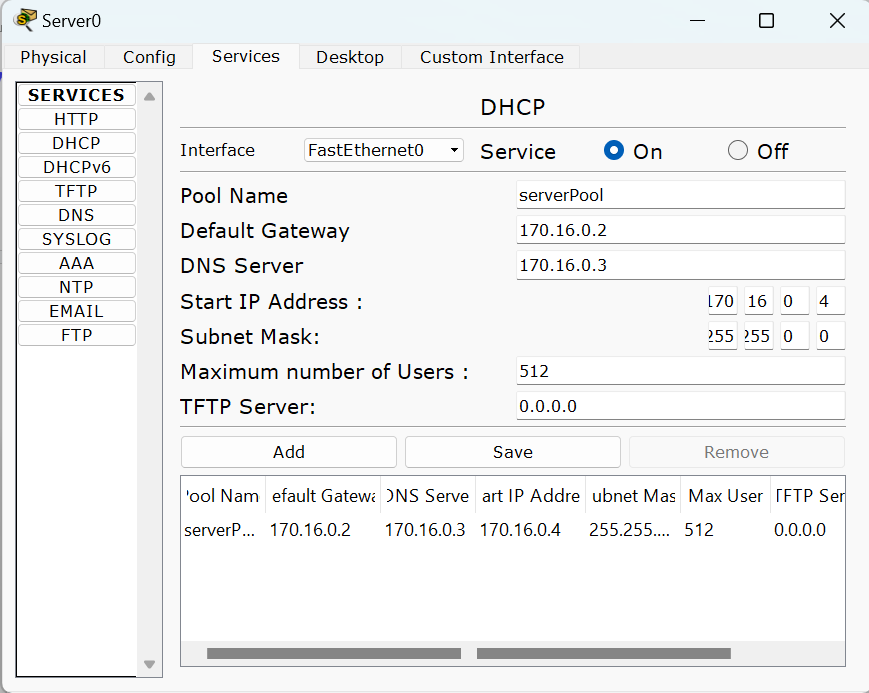 Server0
Physical Config Services Desktop Custom Interface
SERVICES
HTTP
DHCP
DHCPv6
TFTP
DNS
SYSLOG
AAA
NTP
EMAIL
FTP
DHCP
Interface FastEthernet0 Service On Off
Pool Name serverPool
Default Gateway 170.16.0.2
DNS Server 170.16.0.3
Start IP Address : 170 16 0 4
Subnet Mask: 255 255 0 0
Maximum number of Users : 512
TFTP Server: 0.0.0.0
Add Save Remove
ool Nam efault Gatewa DNS Serve art IP Addre ubnet Mas Max User TFTP Ser
serverP... 170.16.0.2 170.16.0.3 170.16.0.4 255.255.... 512 0.0.0.0